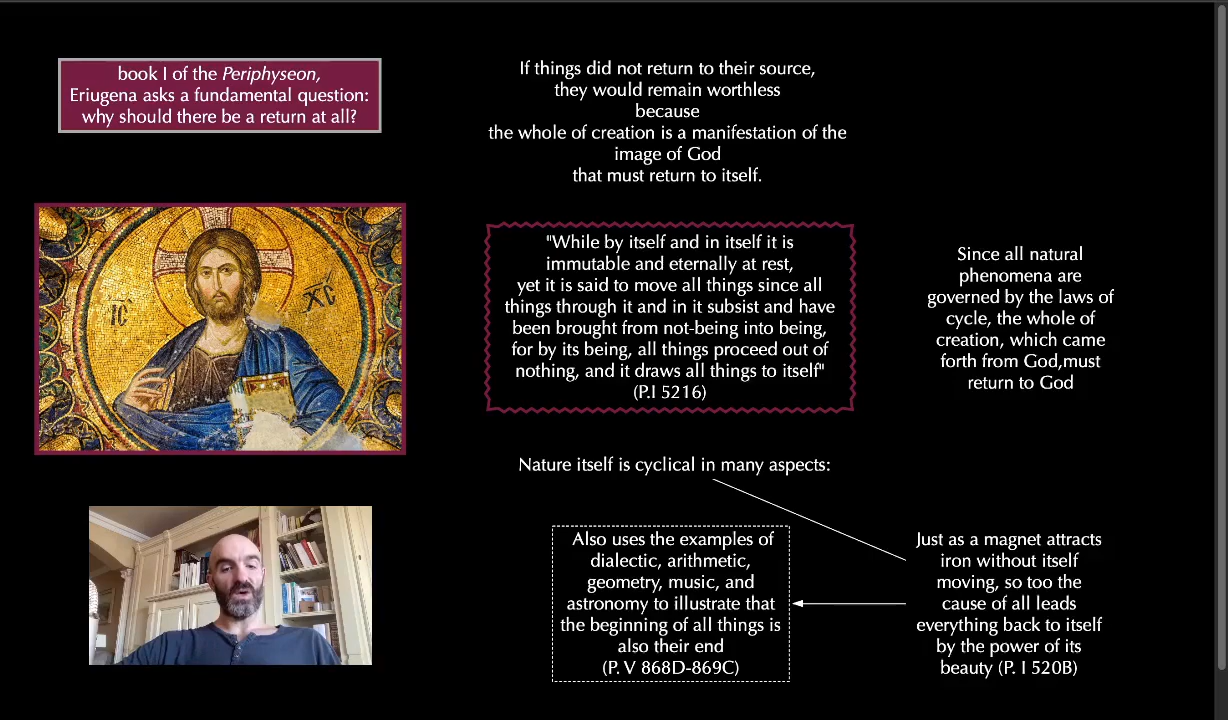 book I of the Periphyseon,
Eriugena asks a fundamental question:
why should there be a return at all?
If things did not return to their source,
they would remain worthless
because
the whole of creation is a manifestation of the
image of God
that must return to itself.
IC
XC
"While by itself and in itself it is
immutable and eternally at rest,
yet it is said to move all things since all
things through it and in it subsist and have
been brought from not-being into being,
for by its being, all things proceed out of
nothing, and it draws all things to itself"
(P.I 5216)
Since all natural
phenomena are
governed by the laws of
cycle, the whole of
creation, which came
forth from God,must
return to God
Nature itself is cyclical in many aspects:
Also uses the examples of
dialectic, arithmetic,
geometry, music, and
astronomy to illustrate that
the beginning of all things is
also their end
(P. V 868D-869C)
Just as a magnet attracts
iron without itself
moving, so too the
cause of all leads
everything back to itself
by the power of its
beauty (P. I 520B)